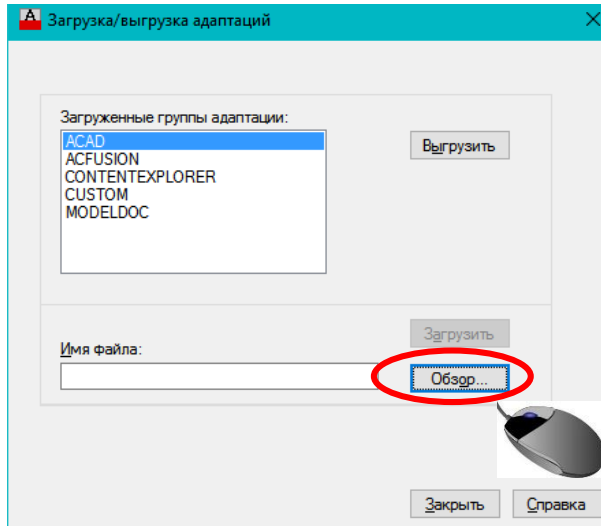 Загрузка/выгрузка адаптаций
Загруженные группы адаптации:
ACAD
ACFUSION
CONTENTEXPLORER
CUSTOM
MODELDOC
Выгрузить
Загрузить
Имя файла:
Обзор...
Закрыть
Справка